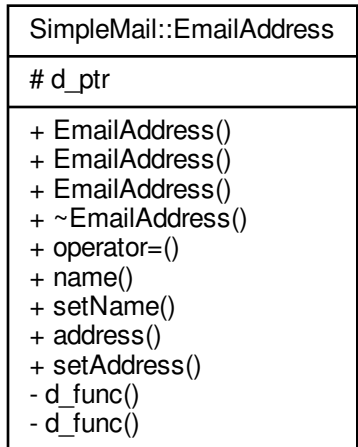 SimpleMail::EmailAddress
# d_ptr
+ EmailAddress()
+ EmailAddress()
+ EmailAddress()
+ ~EmailAddress()
+ operator=()
+ name()
+ setName()
+ address()
+ setAddress()
- d_func()
- d_func()